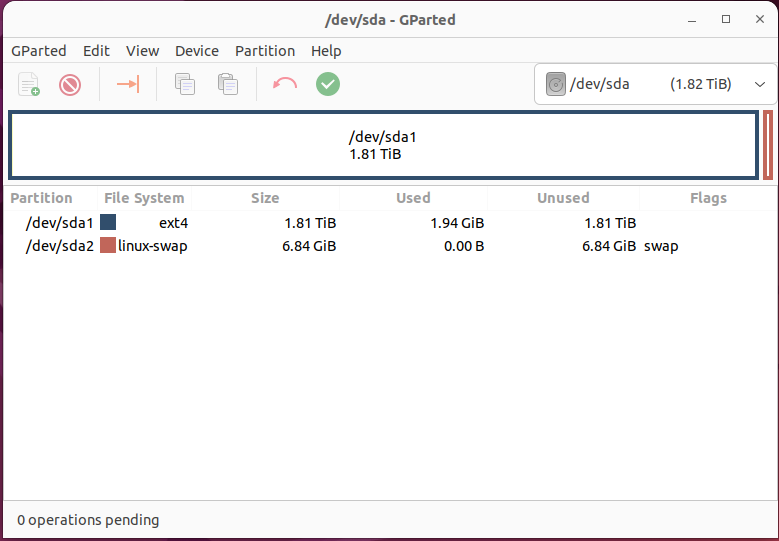 /dev/sda - GParted
GParted Edit View Device Partition Help
/dev/sda (1.82 TiB)
/dev/sda1
1.81 TiB
Partition File System Size Used Unused Flags
/dev/sda1 ext4 1.81 TiB 1.94 GiB 1.81 TiB
/dev/sda2 linux-swap 6.84 GiB 0.00 B 6.84 GiB swap
0 operations pending